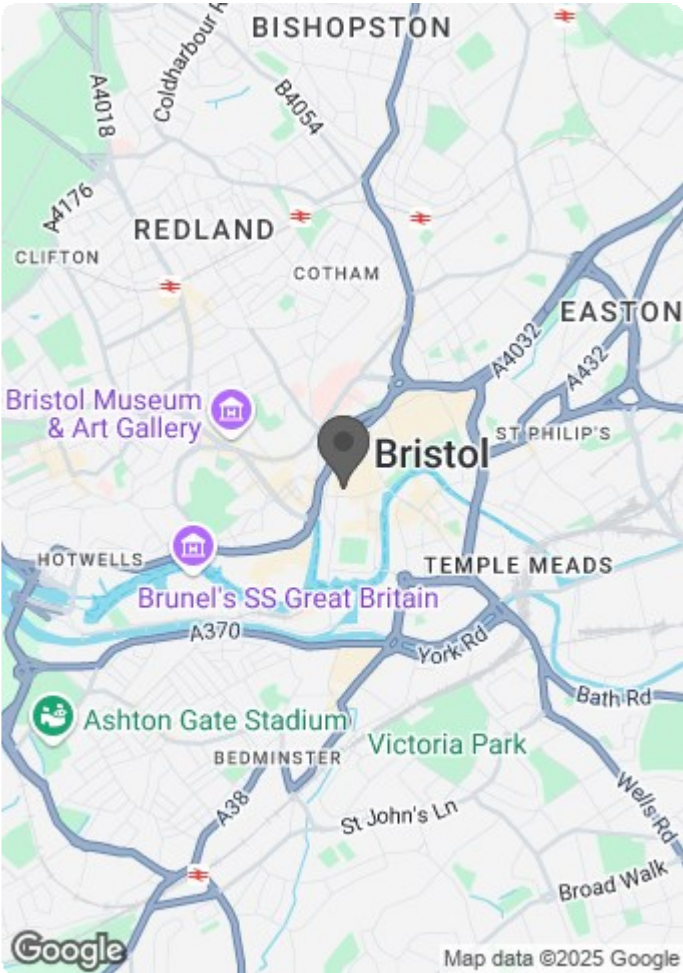 BISHOPSTON
Coldharbour R
A4018
B4054
A4176
REDLAND
CLIFTON
COTHAM
EASTON
A4032
A432
Bristol Museum
& Art Gallery
Bristol
ST PHILIP'S
HOTWELLS
TEMPLE MEADS
Brunel's SS Great Britain
A370
York Rd
Bath Rd
Ashton Gate Stadium
Victoria Park
BEDMINSTER
A38
St John's Ln
Wells Rd
Broad Walk
Google
Map data ©2025 Google